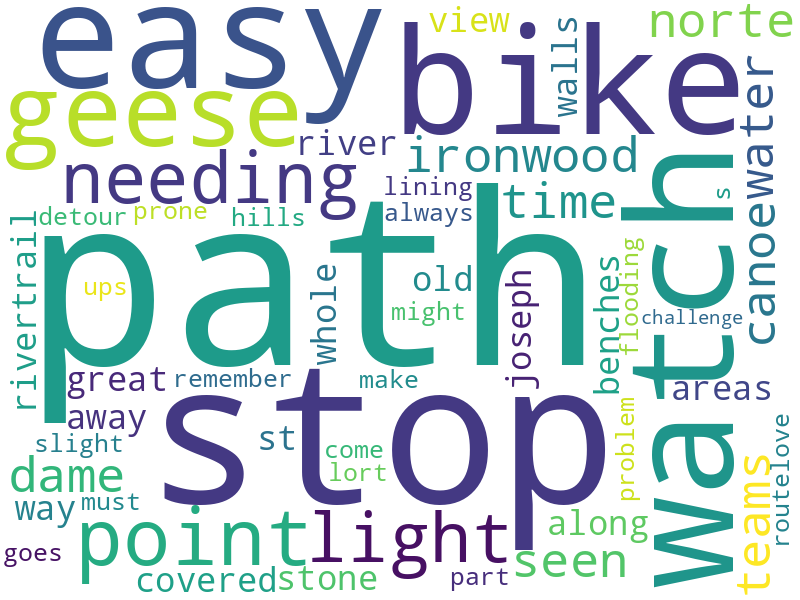 easy
bike
view
norte
walls
geese
needing
river
ironwood
canoewater
lining
always
time
watch
s
detour
prone
hills
path
rivertrail
ups
whole
old
might
joseph
benches
flooding
challenge
great
remember
make
areas
away
stop
st
come
lort
problem
slight
dame
way
must
point
light
seen
along
teams
routelove
goes
covered
stone
part